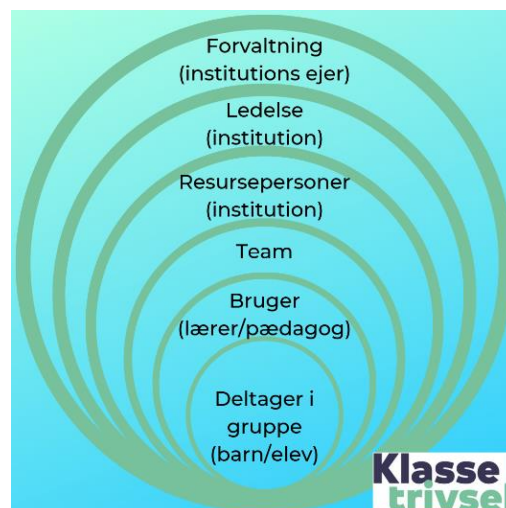 Forvaltning
(institutions ejer)
Ledelse
(institution)
Resursepersoner
(institution)
Team
Bruger
(lærer/pædagog)
Deltager i
gruppe
(barn/elev)
Klasse
trivsel